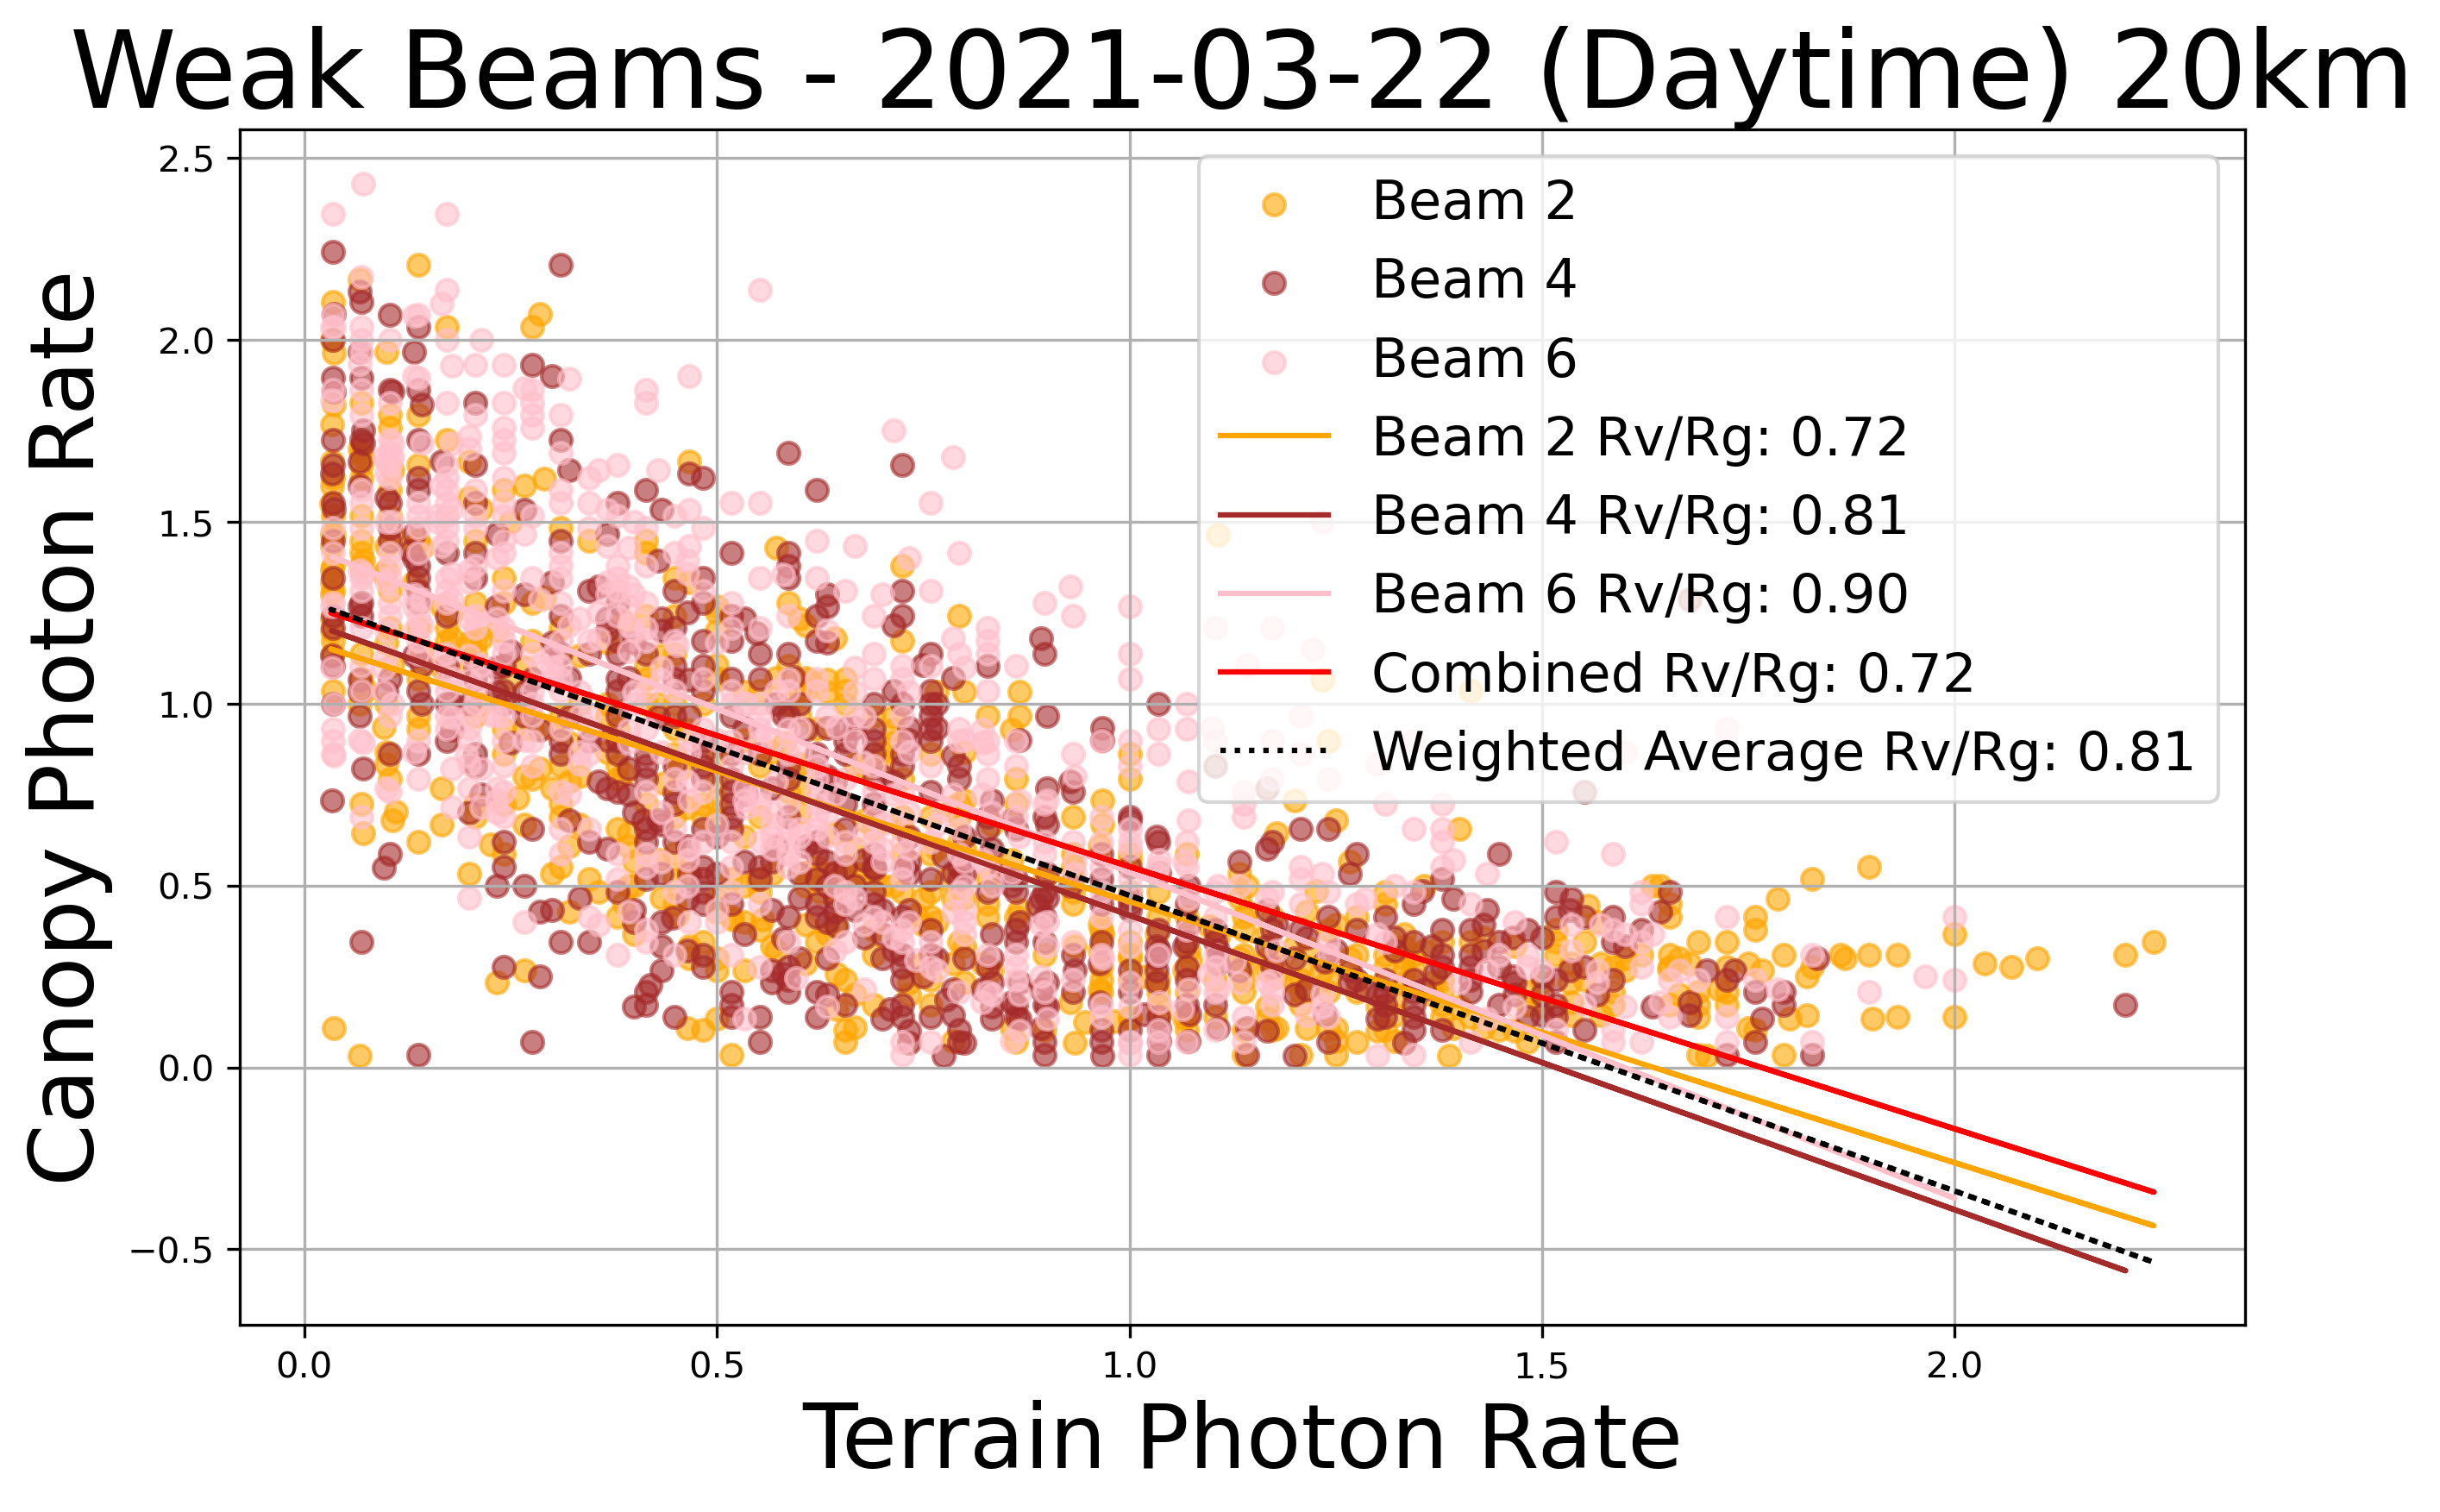 Weak Beams - 2021-03-22 (Daytime) 20km
Canopy Photon Rate
2.5
2.0
1.5
1.0
0.5
0.0
−0.5
Beam 2
Beam 4
Beam 6
Beam 2 Rv/Rg: 0.72
Beam 4 Rv/Rg: 0.81
Beam 6 Rv/Rg: 0.90
Combined Rv/Rg: 0.72
Weighted Average Rv/Rg: 0.81
0.0 0.5 1.0 1.5 2.0
Terrain Photon Rate